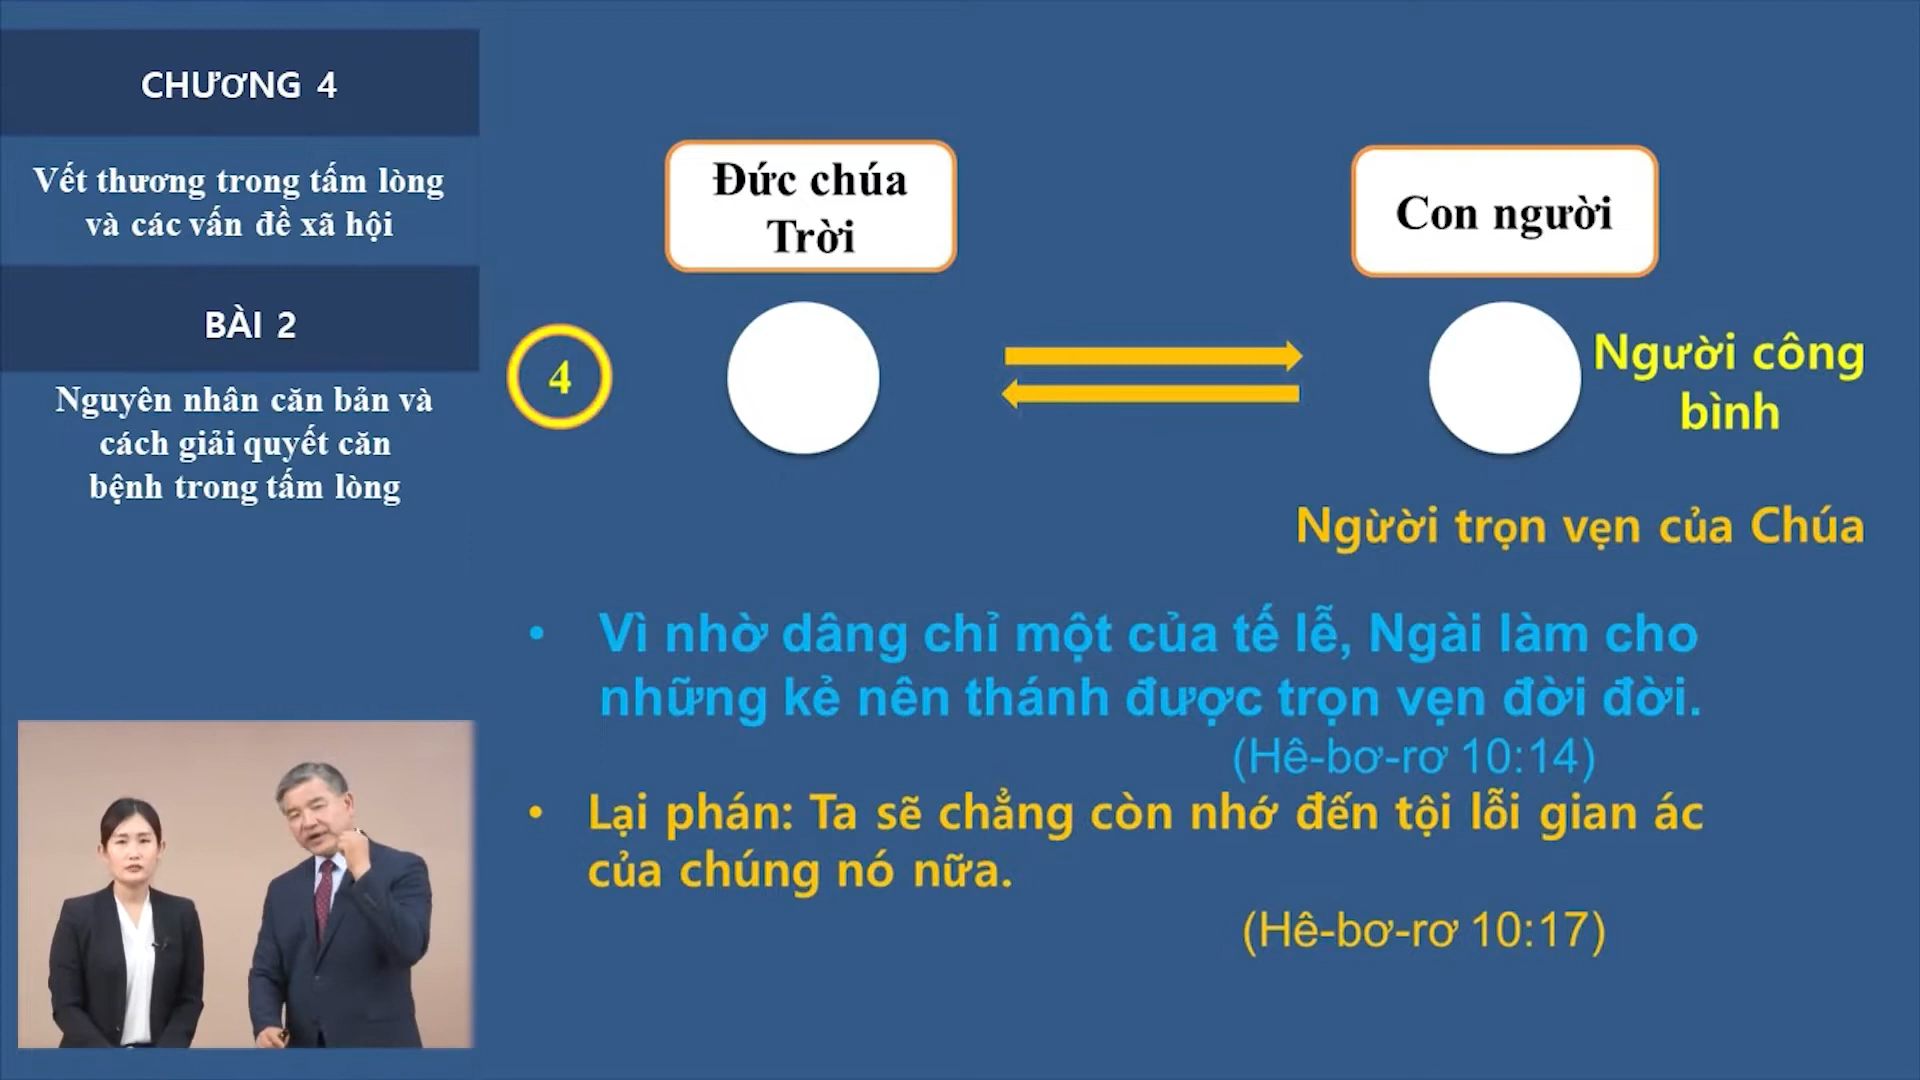 CHƯƠNG 4
Vết thương trong tấm lòng
và các vấn đề xã hội
BÀI 2
Nguyên nhân căn bản và
cách giải quyết căn
bệnh trong tấm lòng
Đức chúa
Trời
Con người
4
Người công
bình
Ngừời trọn vẹn của Chúa
• Vì nhờ dâng chỉ một của tế lễ, Ngài làm cho
những kẻ nên thánh được trọn vẹn đời đời.
(Hê-bơ-rơ 10:14)
• Lại phán: Ta sẽ chẳng còn nhớ đến tội lỗi gian ác
của chúng nó nữa.
(Hê-bơ-rơ 10:17)